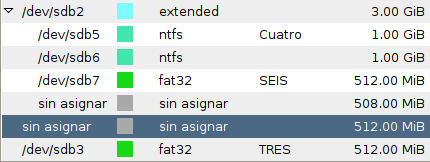 /dev/sdb2 extended 3.00 GiB
/dev/sdb5 ntfs Cuatro 1.00 GiB
/dev/sdb6 ntfs 1.00 GiB
/dev/sdb7 fat32 SEIS 512.00 MiB
sin asignar sin asignar 508.00 MiB
sin asignar sin asignar 512.00 MiB
/dev/sdb3 fat32 TRES 512.00 MiB